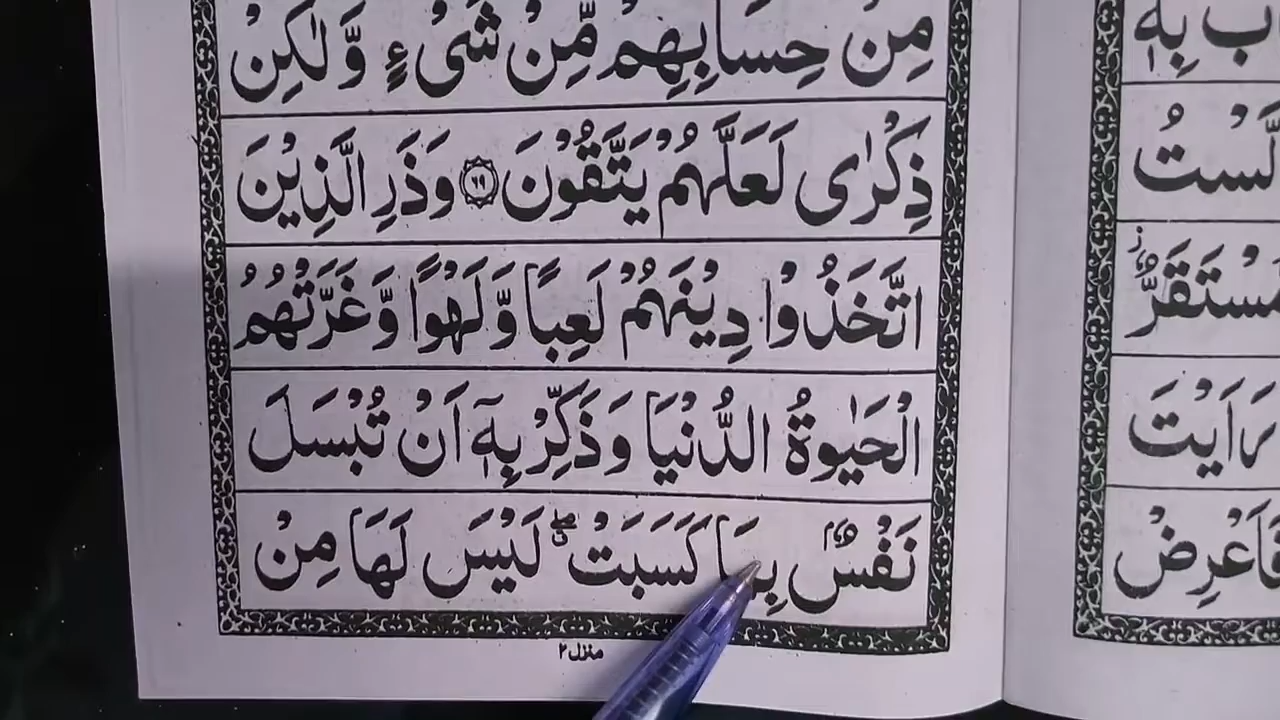 مِنْ حِسَابِهِمْ مِّنْ شَیْءٍ وَّلٰكِنْ
ذِكْرٰی لَعَلَّهُمْ یَتَّقُوْنَ ۝٦٩ وَذَرِ الَّذِیْنَ
اتَّخَذُوْا دِیْنَهُمْ لَعِبًا وَّلَهْوًا وَّغَرَّتْهُمُ
الْحَیٰوةُ الدُّنْیَا وَذَكِّرْ بِهٖۤ اَنْ تُبْسَلَ
نَفْسٌۢ بِمَا كَسَبَتْ ۖۗ لَیْسَ لَهَا مِنْ
منزل ٢
ب بِهٖ
لَّسْتُ
مُسْتَقَرٌّ ؗ
رَاَیْتَ
فَاَعْرِضْ